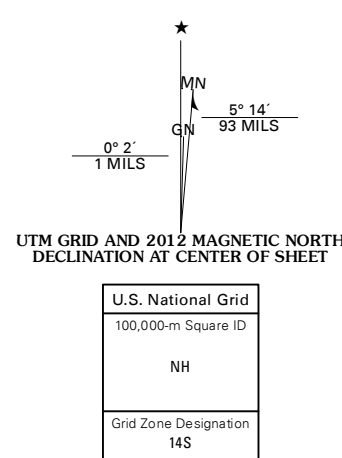 ★
MN
5° 14´
93 MILS
GN
0° 2´
1 MILS
UTM GRID AND 2012 MAGNETIC NORTH
DECLINATION AT CENTER OF SHEET
U.S. National Grid
100,000-m Square ID
NH
Grid Zone Designation
14S